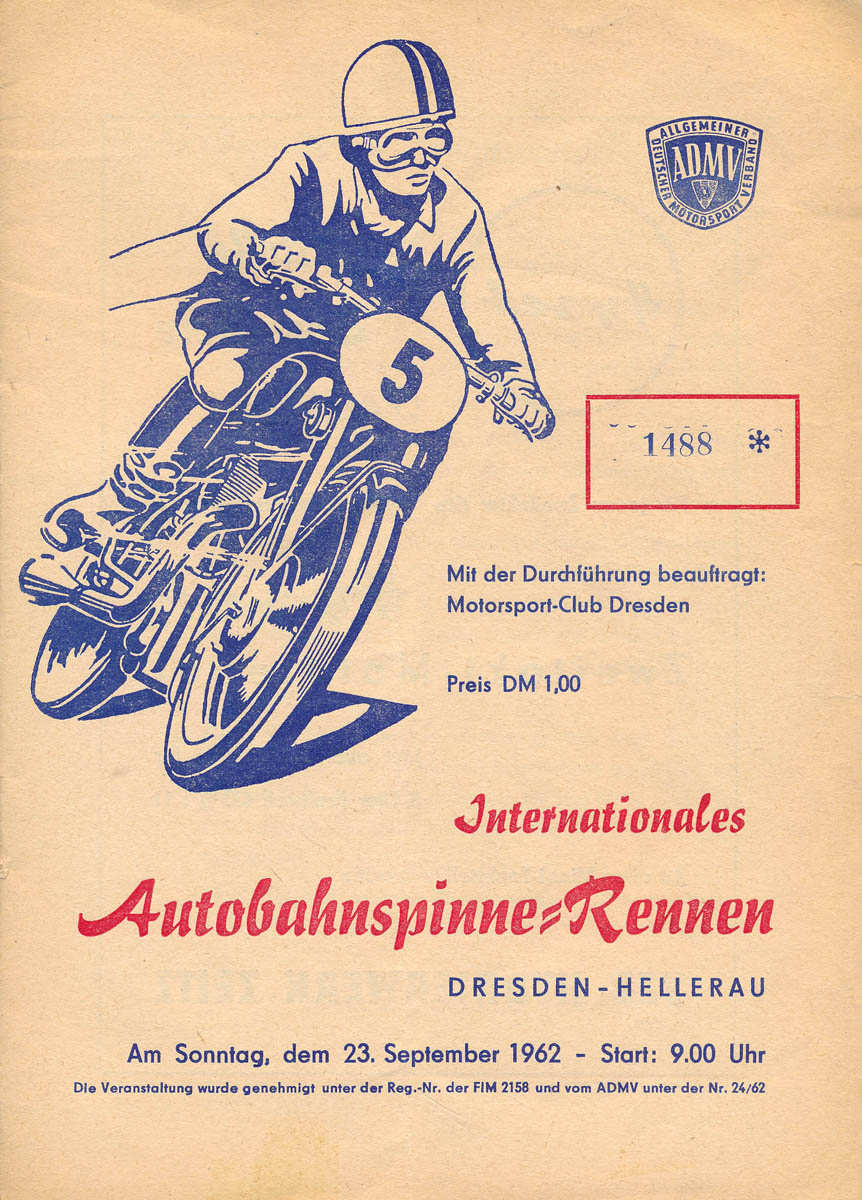 ALLGEMEINER
DEUTSCHER MOTORSPORT VERBAND
ADMV
5
1488 *
Mit der Durchführung beauftragt:
Motorsport-Club Dresden
Preis DM 1,00
Internationales
Autobahnspinne=Rennen
DRESDEN-HELLERAU
Am Sonntag, dem 23. September 1962 - Start: 9.00 Uhr
Die Veranstaltung wurde genehmigt unter der Reg.-Nr. der FIM 2158 und vom ADMV unter der Nr. 24/62